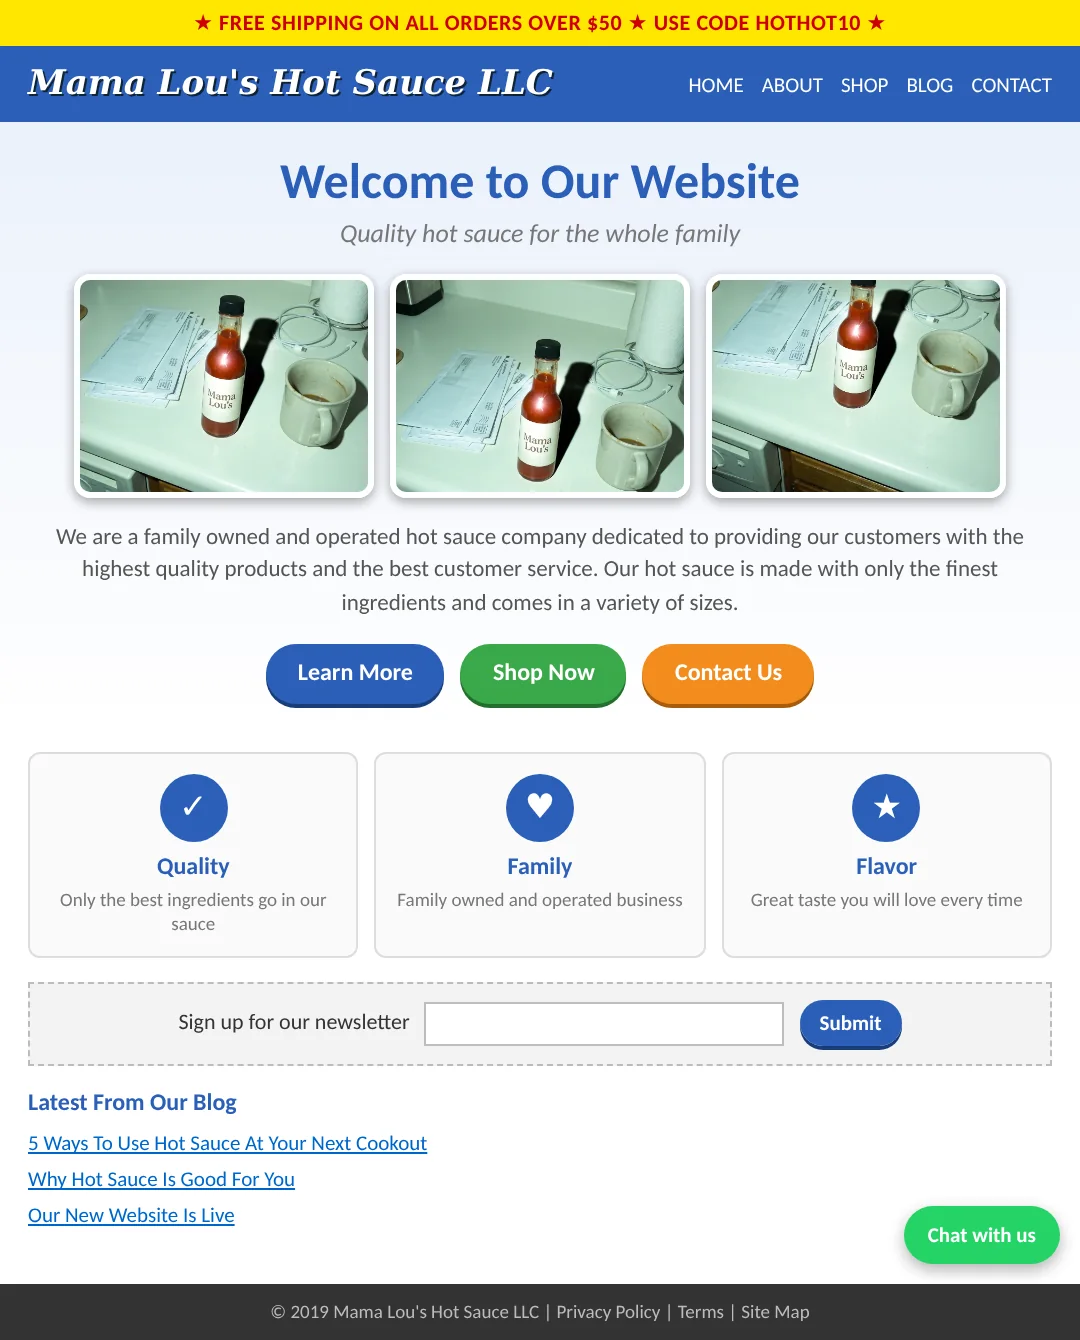 ★ FREE SHIPPING ON ALL ORDERS OVER $50 ★ USE CODE HOTHOT10 ★
Mama Lou's Hot Sauce LLC
HOME ABOUT SHOP BLOG CONTACT
Welcome to Our Website
Quality hot sauce for the whole family
Mama
Lou's
Mama
Lou's
Mama
Lou's
We are a family owned and operated hot sauce company dedicated to providing our customers with the
highest quality products and the best customer service. Our hot sauce is made with only the finest
ingredients and comes in a variety of sizes.
Learn More
Shop Now
Contact Us
✓
♥
★
Quality
Only the best ingredients go in our
sauce
Family
Family owned and operated business
Flavor
Great taste you will love every time
Sign up for our newsletter
Submit
Latest From Our Blog
5 Ways To Use Hot Sauce At Your Next Cookout
Why Hot Sauce Is Good For You
Our New Website Is Live
Chat with us
© 2019 Mama Lou's Hot Sauce LLC | Privacy Policy | Terms | Site Map